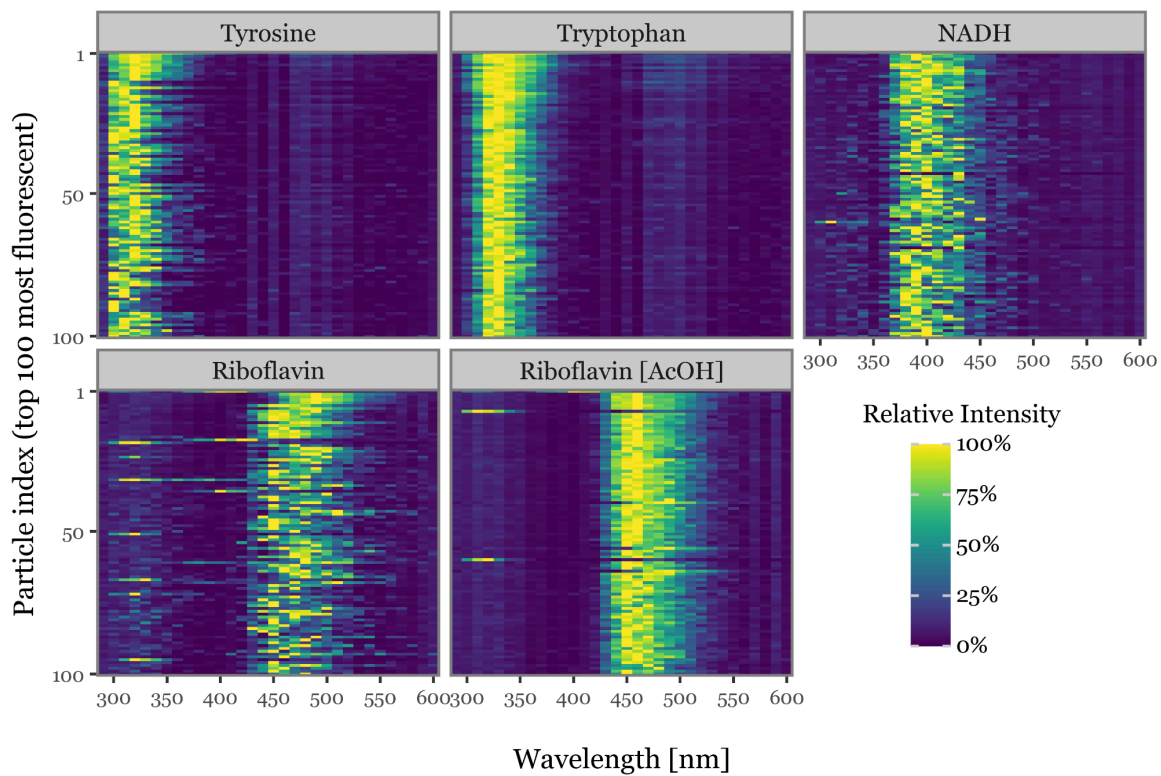 Tyrosine
Tryptophan
NADH
1
50
100
300 350 400 450 500 550 600
Riboflavin
Riboflavin [AcOH]
1
50
100
300 350 400 450 500 550 600
300 350 400 450 500 550 600
Particle index (top 100 most fluorescent)
Wavelength [nm]
Relative Intensity
100%
75%
50%
25%
0%